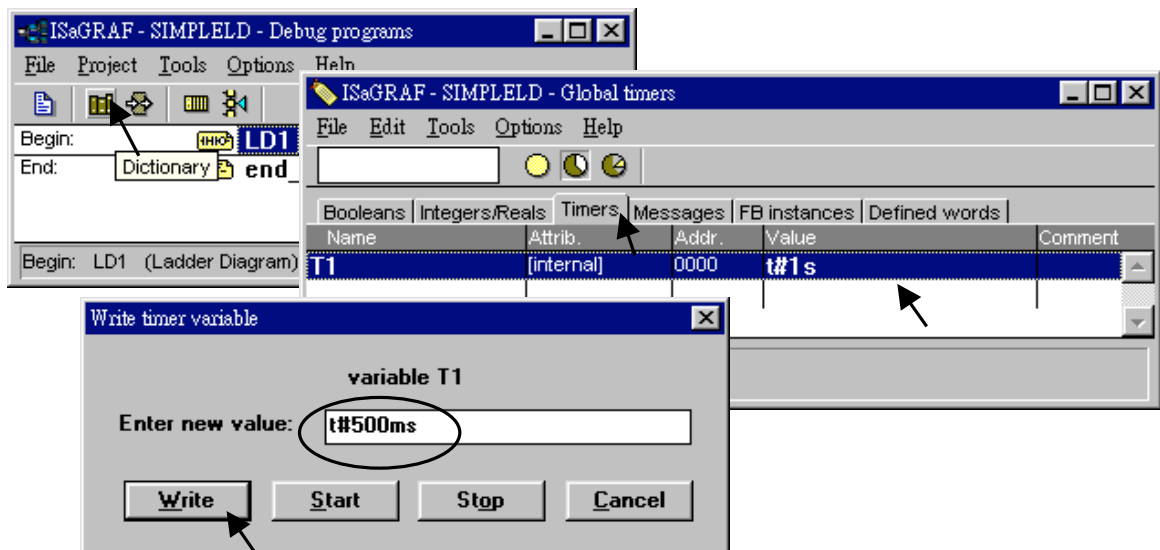 ISaGRAF - SIMPLELD - Debug programs
File Project Tools Options Help
Begin: LD1
End: end_
Dictionary
Begin: LD1 (Ladder Diagram)
ISaGRAF - SIMPLELD - Global timers
File Edit Tools Options Help
Booleans Integers/Reals Timers Messages FB instances Defined words
Name Attrib. Addr. Value Comment
T1 [internal] 0000 t#1s
Write timer variable
variable T1
Enter new value: t#500ms
Write Start Stop Cancel